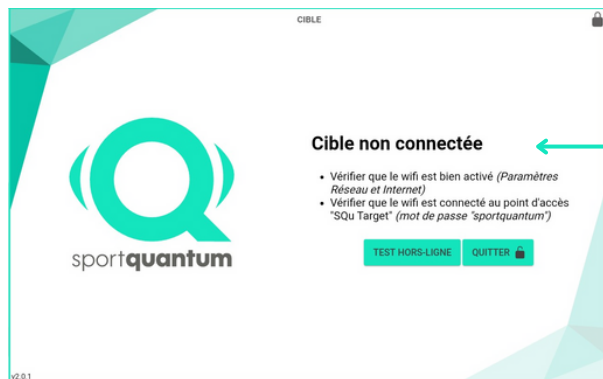 CIBLE
Cible non connectée
• Vérifier que le wifi est bien activé (Paramètres
Réseau et Internet)
• Vérifier que le wifi est connecté au point d'accès
"SQu Target" (mot de passe "sportquantum")
TEST HORS-LIGNE
QUITTER
sportquantum
v2.0.1